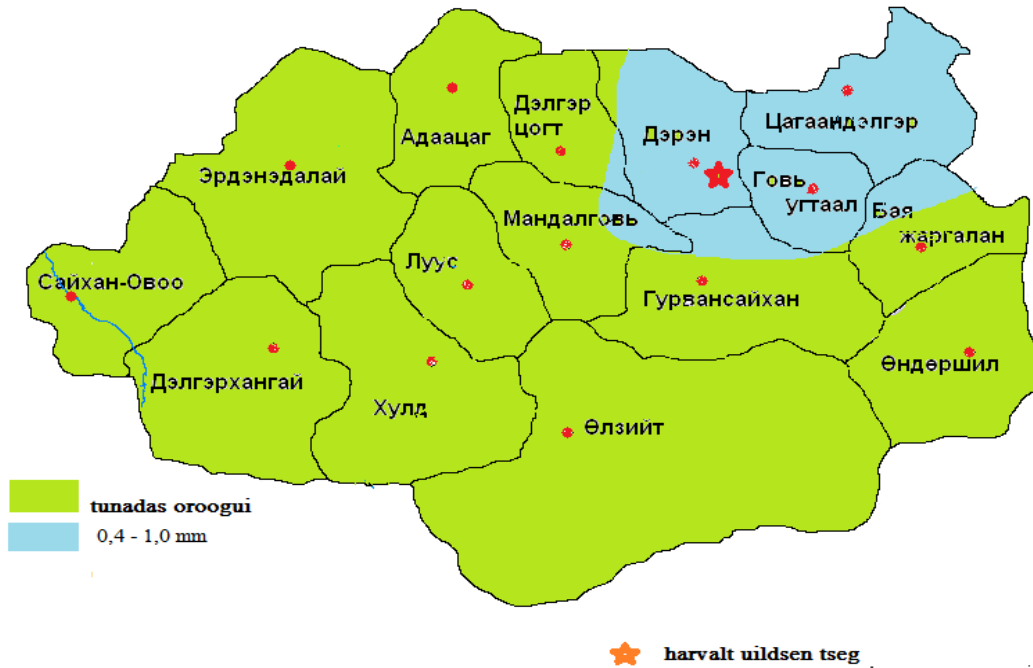 Дэлгэр
цогт
Адаацаг
Дэрэн
Цагаандэлгэр
Эрдэнэдалай
Говь
угтаал
Мандалговь
Бая
жаргалан
Луус
Сайхан-Овоо
Гурвансайхан
Өндөршил
Дэлгэрхангай
Хулд
Өлзийт
tunadas oroogui
0,4 - 1,0 mm
harvalt uildsen tseg